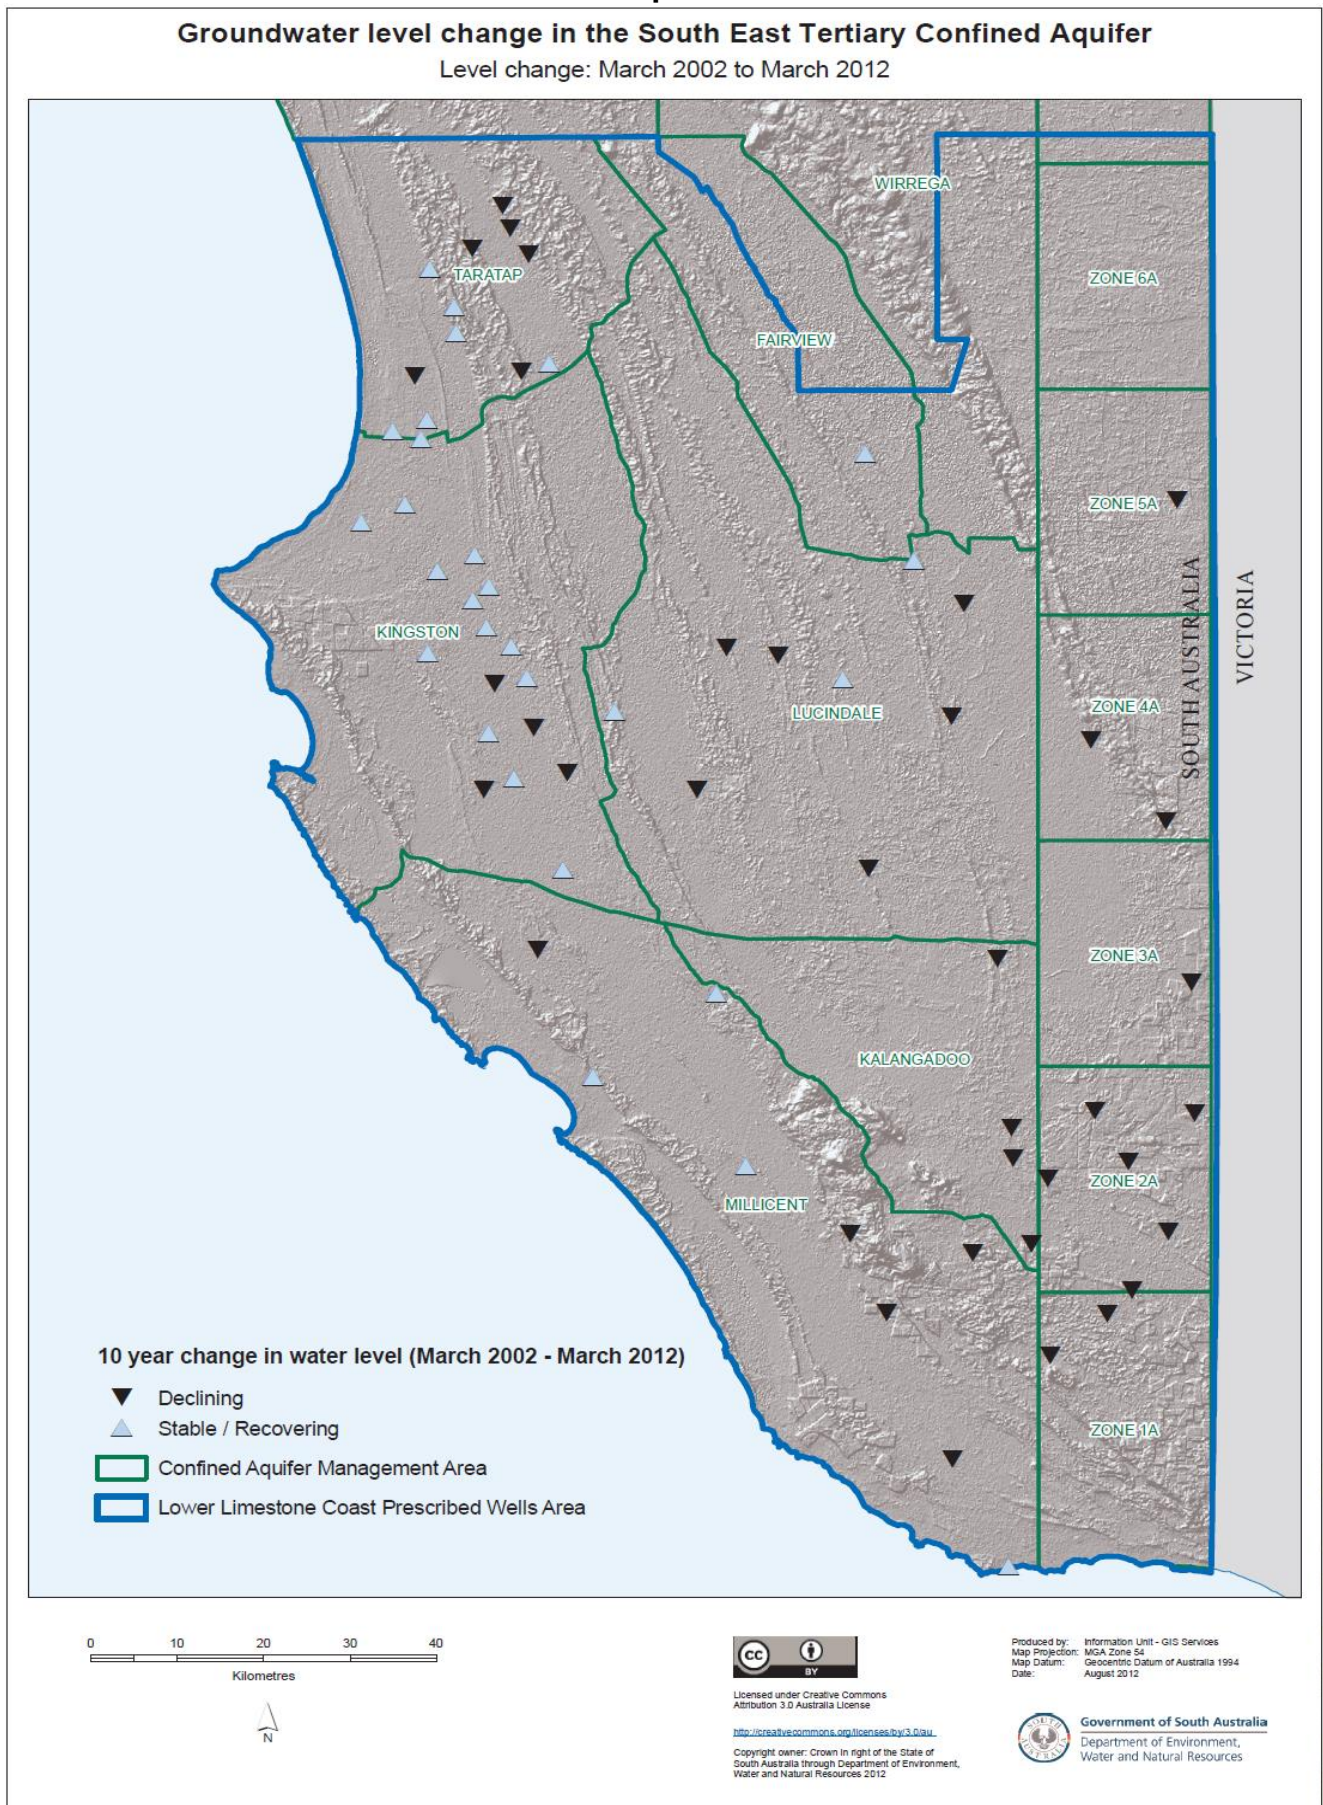 Groundwater level change in the South East Tertiary Confined Aquifer
Level change: March 2002 to March 2012
WIRREGA
TARATAP
ZONE 6A
FAIRVIEW
ZONE 5A
SOUTH AUSTRALIA
VICTORIA
KINGSTON
LUCINDALE
ZONE 4A
ZONE 3A
KALANGADOO
ZONE 2A
MILLICENT
ZONE 1A
10 year change in water level (March 2002 - March 2012)
Declining
Stable / Recovering
Confined Aquifer Management Area
Lower Limestone Coast Prescribed Wells Area
0 10 20 30 40
Kilometres
N
cc
BY
Licensed under Creative Commons
Attribution 3.0 Australia License
http://creativecommons.org/licenses/by/3.0/au
Copyright owner: Crown in right of the State of
South Australia through Department of Environment,
Water and Natural Resources 2012
Produced by: Information Unit - GIS Services
Map Projection: MGA Zone 54
Map Datum: Geocentric Datum of Australia 1994
Date: August 2012
SOUTH AUSTRALIA
Government of South Australia
Department of Environment,
Water and Natural Resources